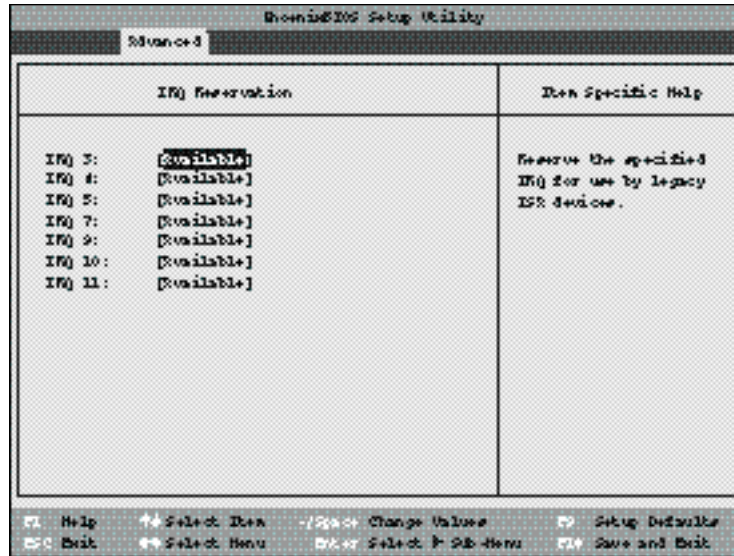 PhoenixBIOS Setup Utility
Advanced
IRQ Reservation
Item Specific Help
IRQ 3: [Available]
IRQ 4: [Available]
IRQ 5: [Available]
IRQ 7: [Available]
IRQ 9: [Available]
IRQ 10: [Available]
IRQ 11: [Available]
Reserve the specified
IRQ for use by legacy
ISA devices.
F1 Help ↑↓ Select Item -/Space Change Values F9 Setup Defaults
ESC Exit ←→ Select Menu Enter Select ▶ Sub-Menu F10 Save and Exit